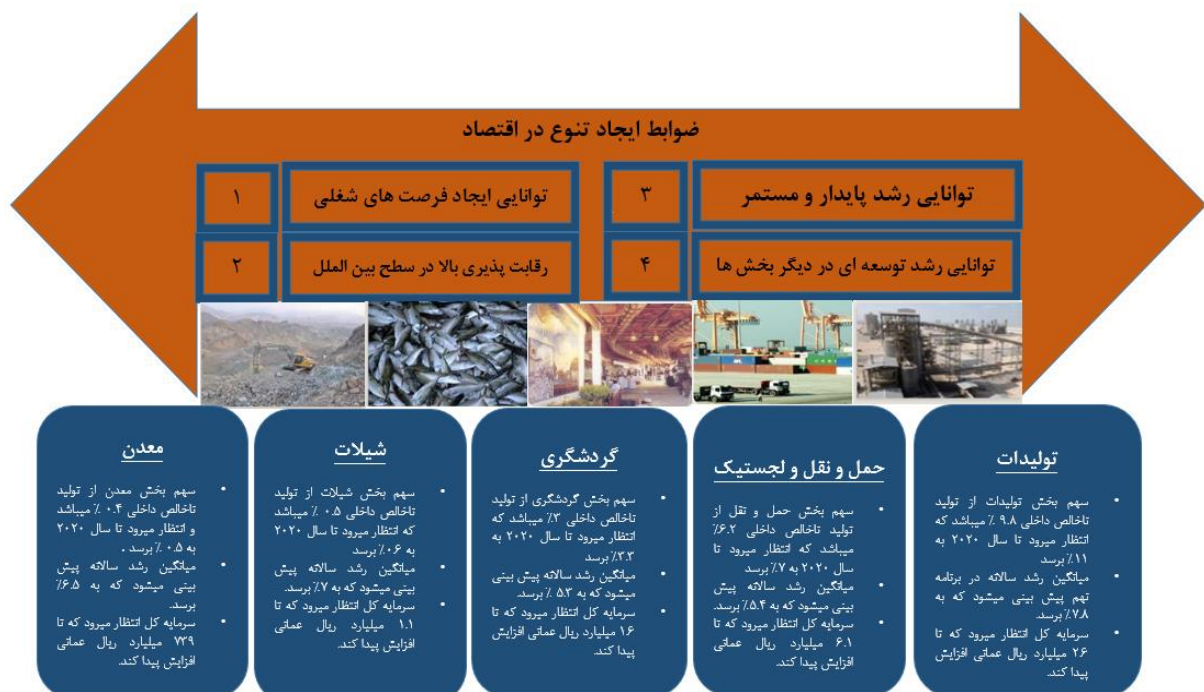 ضوابط ایجاد تنوع در اقتصاد
توانایی رشد پایدار و مستمر
۳
توانایی ایجاد فرصت های شغلی
۱
توانایی رشد توسعه ای در دیگر بخش ها
۴
رقابت پذیری بالا در سطح بین الملل
۲
تولیدات
• سهم بخش تولیدات از تولید
ناخالص داخلی ۹.۸ ٪ میباشد که
انتظار میرود تا سال ۲۰۲۰ به
۱۱٪ برسد
• میانگین رشد سالانه در برنامه
نهم پیش بینی میشود که به
۷.۸٪ برسد.
• سرمایه کل انتظار میرود که تا
۲.۶ میلیارد ریال عمانی افزایش
پیدا کند.
حمل و نقل و لجستیک
• سهم بخش حمل و نقل از
تولید ناخالص داخلی ۶.۲٪
میباشد که انتظار میرود تا
سال ۲۰۲۰ به ۷٪ برسد
• میانگین رشد سالانه پیش
بینی میشود که به ۵.۴٪ برسد.
• سرمایه کل انتظار میرود که تا
۶.۱ میلیارد ریال عمانی
افزایش پیدا کند.
گردشگری
• سهم بخش گردشگری از تولید
ناخالص داخلی ۳٪ میباشد که
انتظار میرود تا سال ۲۰۲۰ به
۳.۳٪ برسد
• میانگین رشد سالانه پیش بینی
میشود که به ۵.۳ ٪ برسد.
• سرمایه کل انتظار میرود که تا
۱.۶ میلیارد ریال عمانی افزایش
پیدا کند.
شیلات
• سهم بخش شیلات از تولید
ناخالص داخلی ۰.۵ ٪ میباشد
که انتظار میرود تا سال ۲۰۲۰
به ۰.۶٪ برسد
• میانگین رشد سالانه پیش
بینی میشود که به ۷٪ برسد.
• سرمایه کل انتظار میرود که تا
۱.۱ میلیارد ریال عمانی
افزایش پیدا کند.
معدن
• سهم بخش معدن از تولید
ناخالص داخلی ۰.۴ ٪ میباشد
و انتظار میرود تا سال ۲۰۲۰
به ۰.۵ ٪ برسد .
• میانگین رشد سالانه پیش
بینی میشود که به ۶.۵٪
برسد.
• سرمایه کل انتظار میرود که تا
۷۳۹ میلیارد ریال عمانی
افزایش پیدا کند.